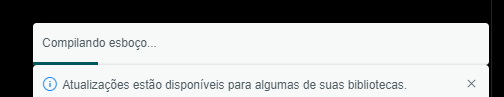 Compilando esboço...
Atualizações estão disponíveis para algumas de suas bibliotecas.